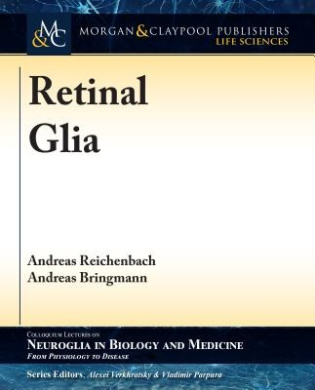 M
&C
MORGAN&CLAYPOOL PUBLISHERS
LIFE SCIENCES
Retinal
Glia
Andreas Reichenbach
Andreas Bringmann
COLLOQUIUM LECTURES ON
NEUROGLIA IN BIOLOGY AND MEDICINE
FROM PHYSIOLOGY TO DISEASE
Series Editors, Alexei Verkhratsky & Vladimir Parpura